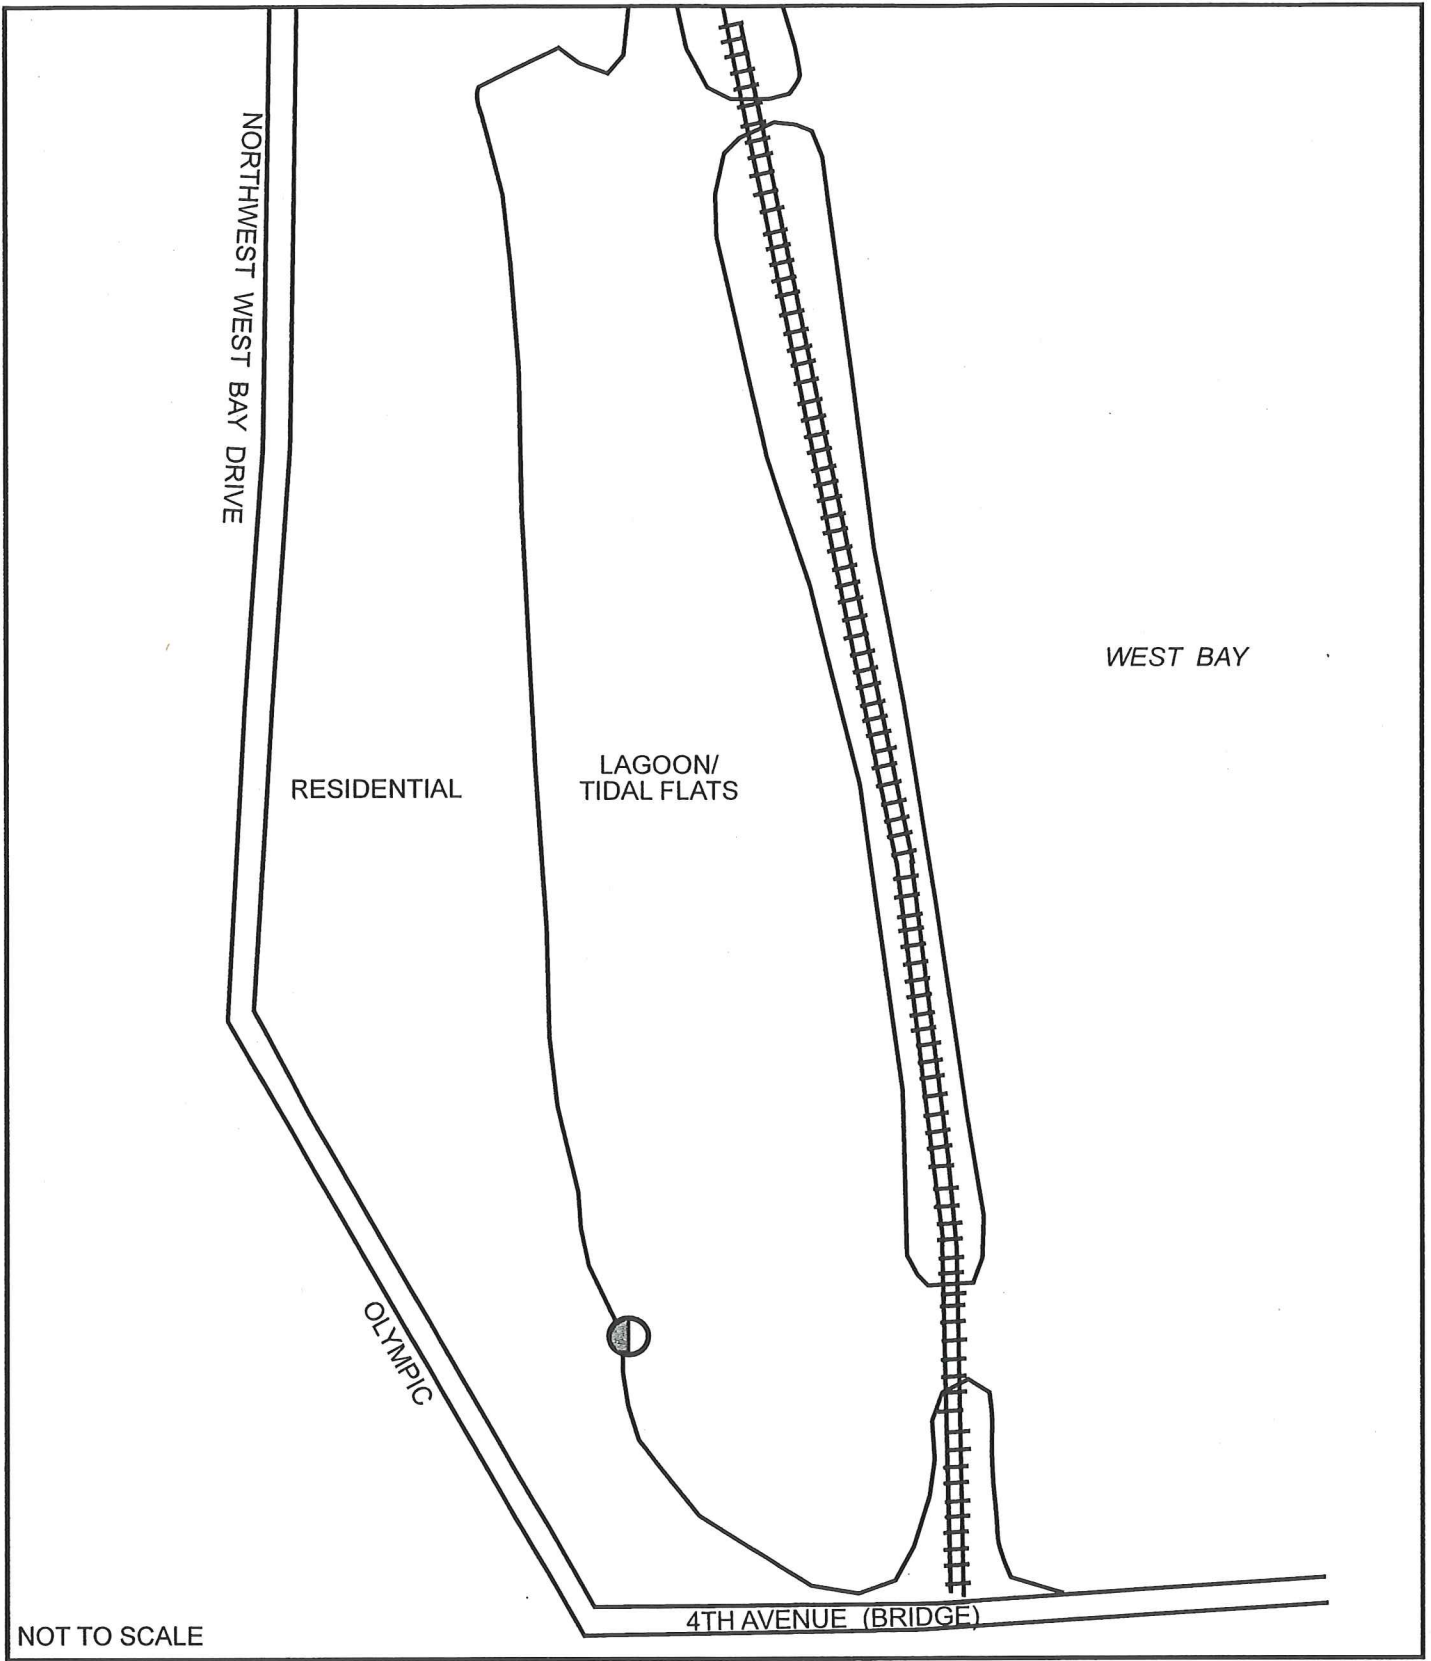 NORTHWEST WEST BAY DRIVE
WEST BAY
RESIDENTIAL
LAGOON/
TIDAL FLATS
OLYMPIC
4TH AVENUE (BRIDGE)
NOT TO SCALE